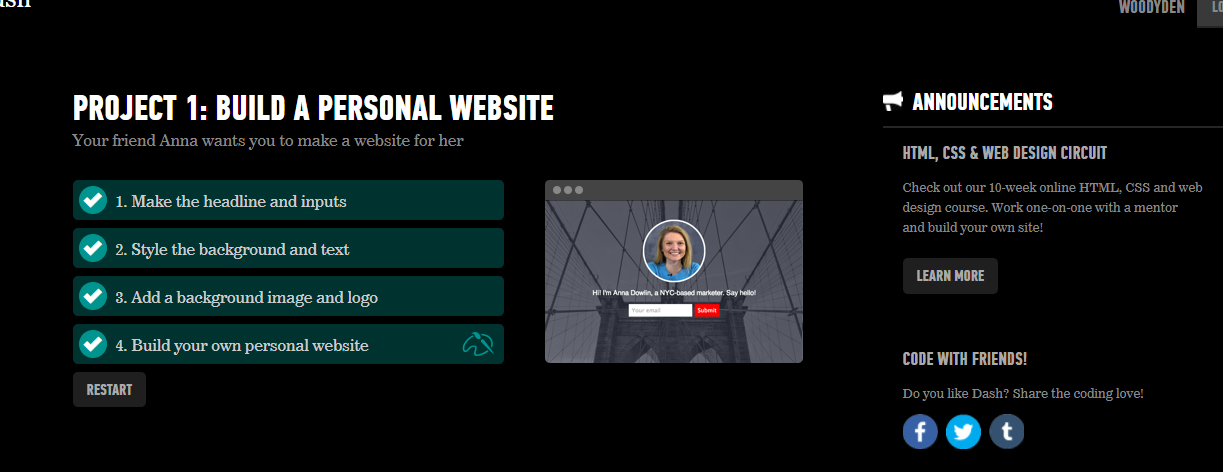 WOODYDEN
PROJECT 1: BUILD A PERSONAL WEBSITE
Your friend Anna wants you to make a website for her
1. Make the headline and inputs
2. Style the background and text
3. Add a background image and logo
4. Build your own personal website
RESTART
Hi! I'm Anna Dowlin, a NYC-based marketer. Say hello!
Your email
Submit
ANNOUNCEMENTS
HTML, CSS & WEB DESIGN CIRCUIT
Check out our 10-week online HTML, CSS and web
design course. Work one-on-one with a mentor
and build your own site!
LEARN MORE
CODE WITH FRIENDS!
Do you like Dash? Share the coding love!